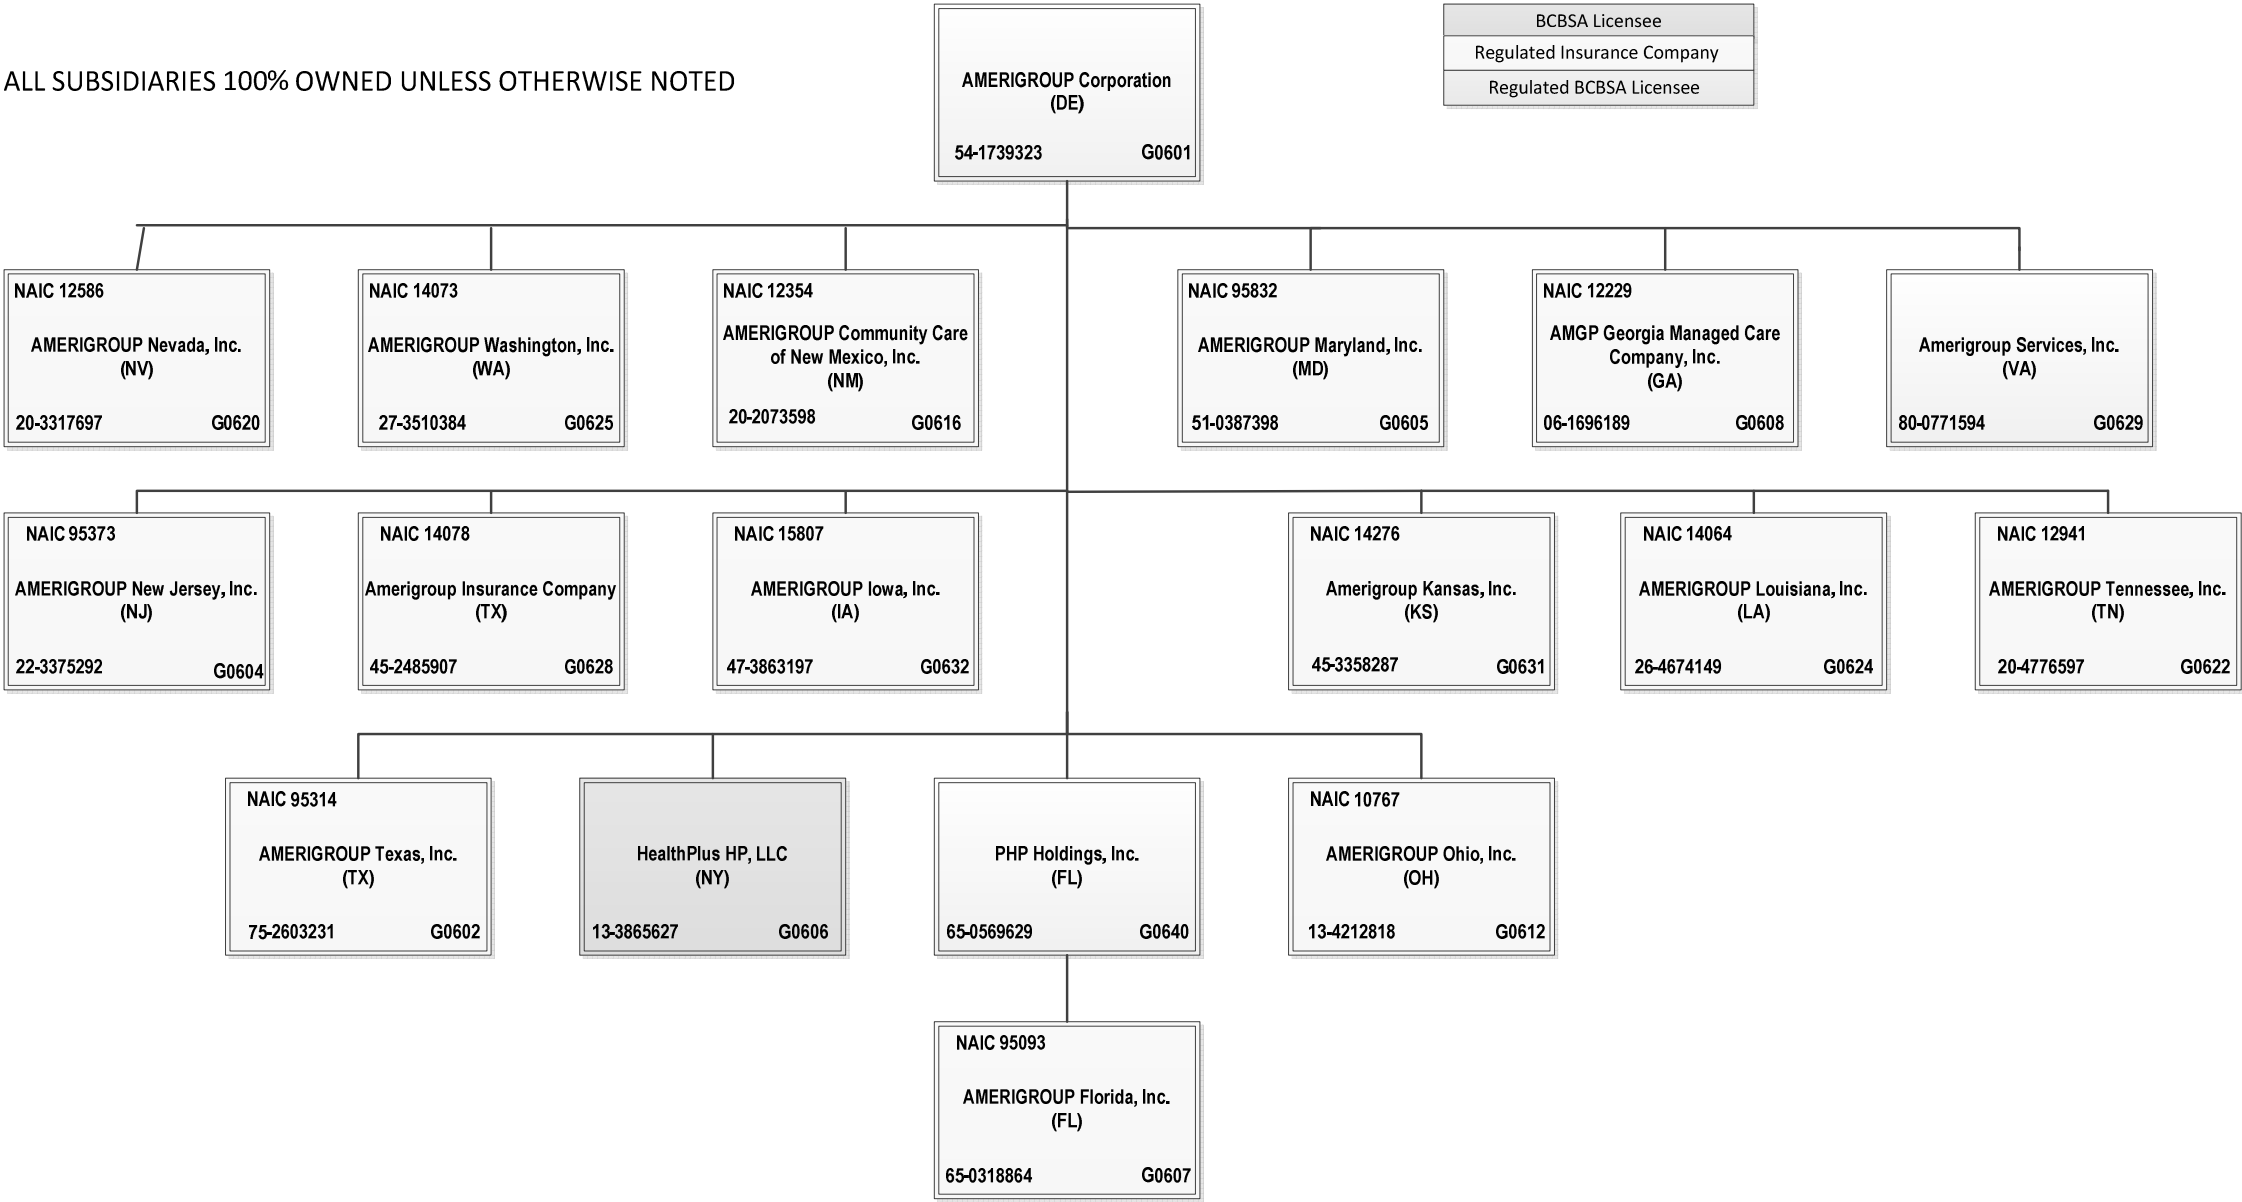 ALL SUBSIDIARIES 100% OWNED UNLESS OTHERWISE NOTED
AMERIGROUP Corporation
(DE)
54-1739323 G0601
BCBSA Licensee
Regulated Insurance Company
Regulated BCBSA Licensee
NAIC 12586
AMERIGROUP Nevada, Inc.
(NV)
20-3317697 G0620
NAIC 14073
AMERIGROUP Washington, Inc.
(WA)
27-3510384 G0625
NAIC 12354
AMERIGROUP Community Care
of New Mexico, Inc.
(NM)
20-2073598 G0616
NAIC 95832
AMERIGROUP Maryland, Inc.
(MD)
51-0387398 G0605
NAIC 12229
AMGP Georgia Managed Care
Company, Inc.
(GA)
06-1696189 G0608
Amerigroup Services, Inc.
(VA)
80-0771594 G0629
NAIC 95373
AMERIGROUP New Jersey, Inc.
(NJ)
22-3375292 G0604
NAIC 14078
Amerigroup Insurance Company
(TX)
45-2485907 G0628
NAIC 15807
AMERIGROUP Iowa, Inc.
(IA)
47-3863197 G0632
NAIC 14276
Amerigroup Kansas, Inc.
(KS)
45-3358287 G0631
NAIC 14064
AMERIGROUP Louisiana, Inc.
(LA)
26-4674149 G0624
NAIC 12941
AMERIGROUP Tennessee, Inc.
(TN)
20-4776597 G0622
NAIC 95314
AMERIGROUP Texas, Inc.
(TX)
75-2603231 G0602
HealthPlus HP, LLC
(NY)
13-3865627 G0606
PHP Holdings, Inc.
(FL)
65-0569629 G0640
NAIC 10767
AMERIGROUP Ohio, Inc.
(OH)
13-4212818 G0612
NAIC 95093
AMERIGROUP Florida, Inc.
(FL)
65-0318864 G0607